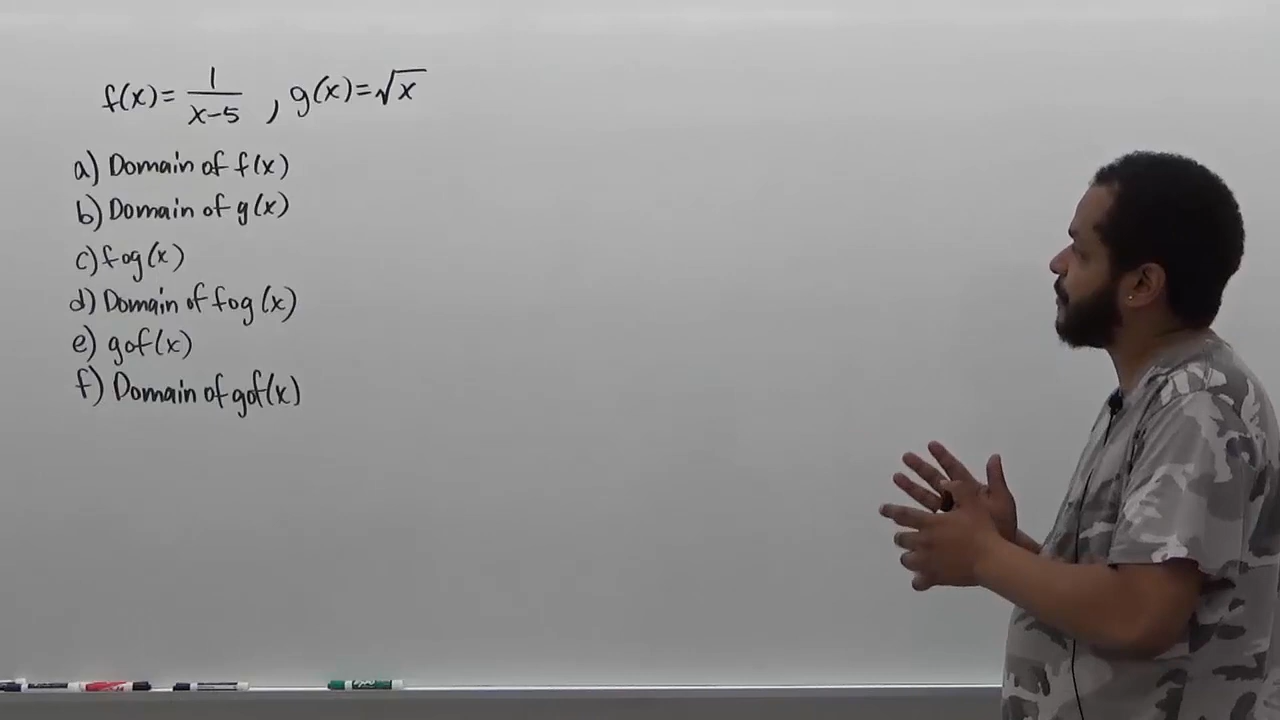 f(x)= 1/(x-5) , g(x)=√x
a) Domain of f(x)
b) Domain of g(x)
c) fog(x)
d) Domain of fog(x)
e) gof(x)
f) Domain of gof(x)